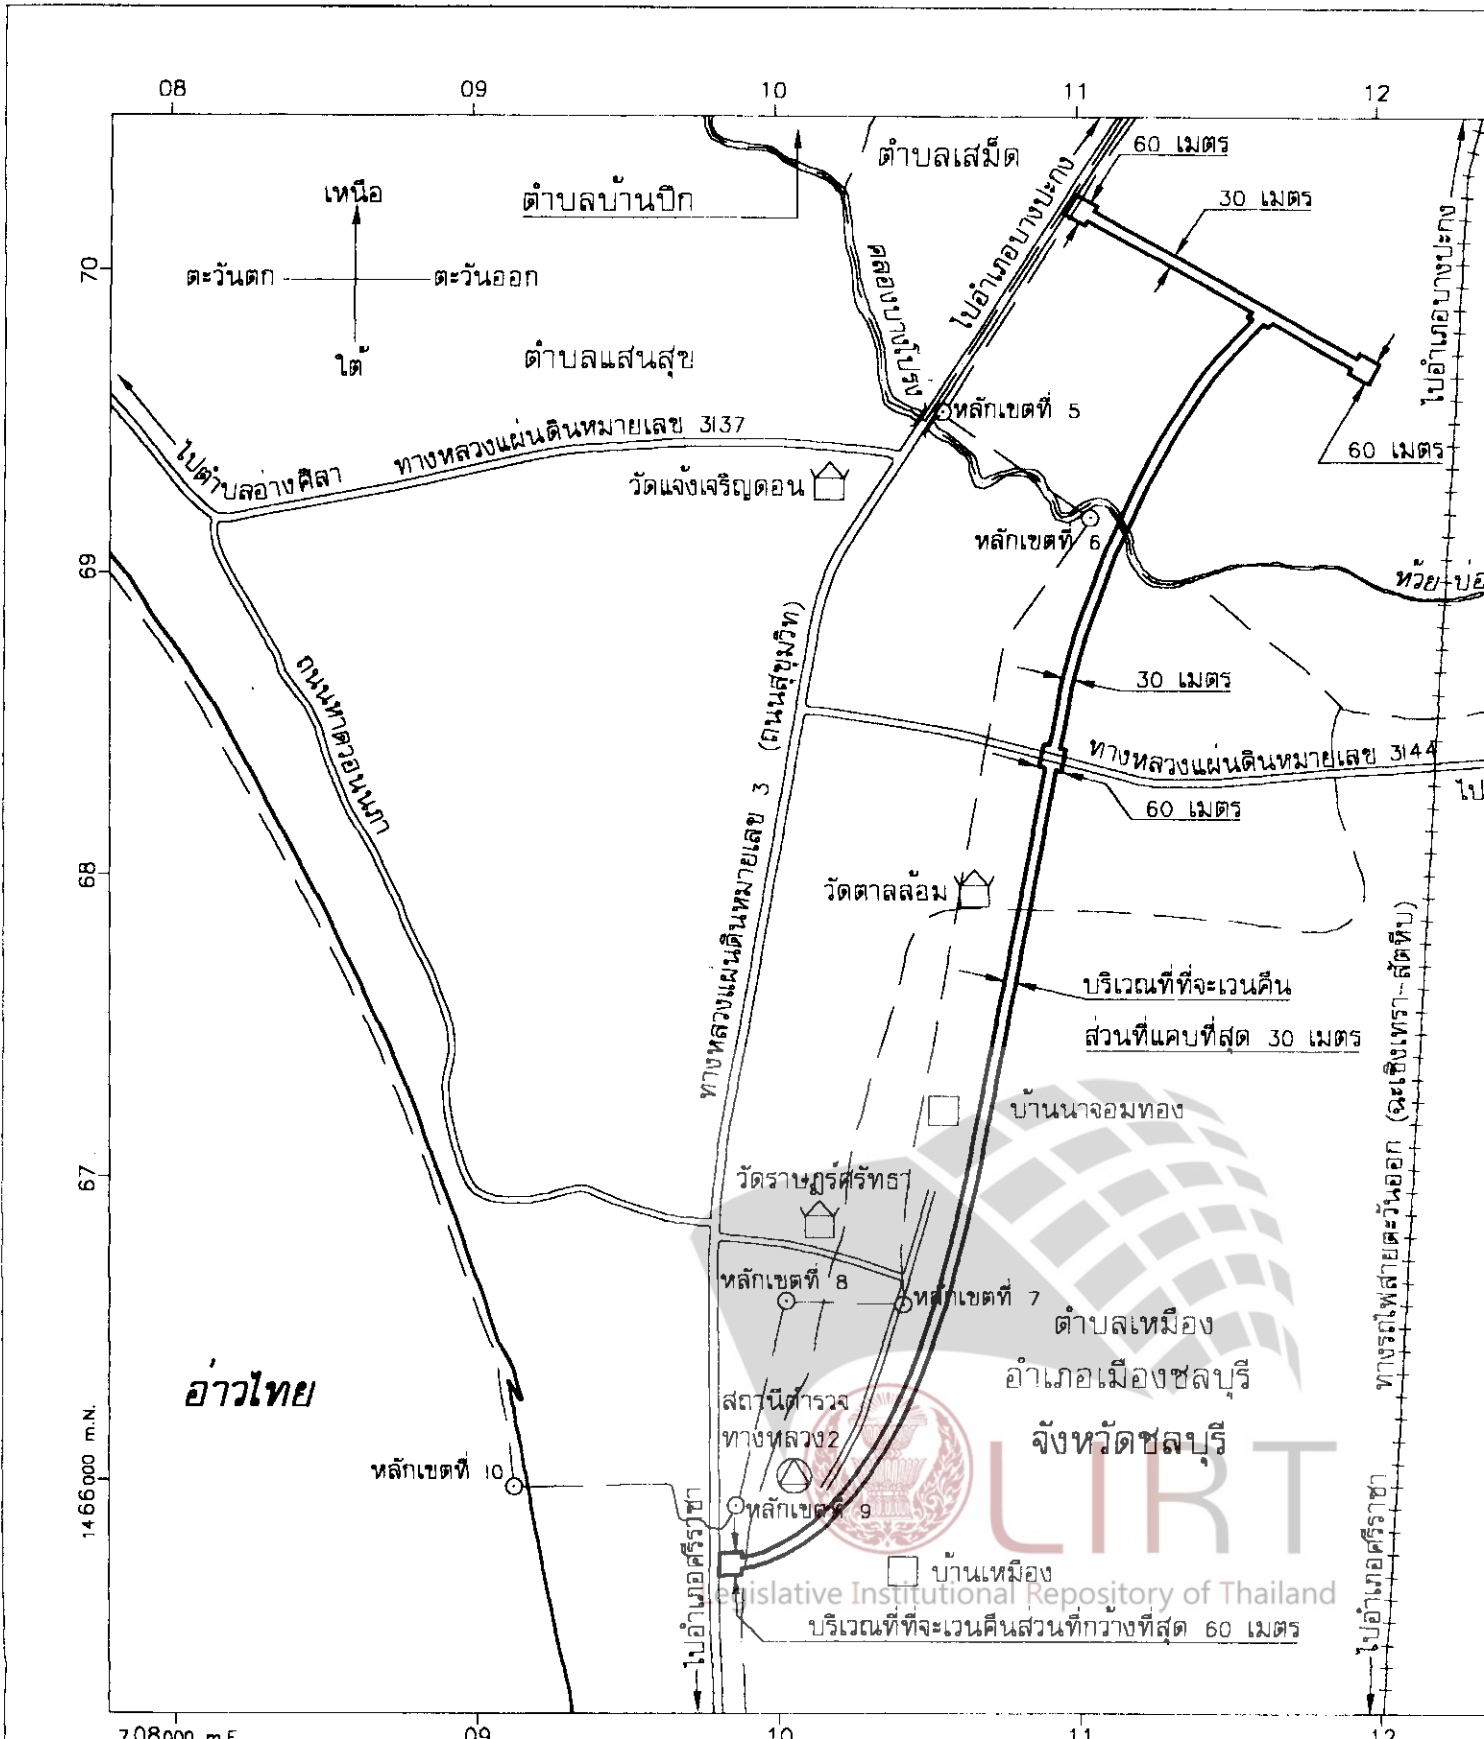 08 09 10 11 12
ตำบลเสม็ด
60 เมตร
เหนือ
ตำบลบ้านปึก
30 เมตร
ไปอำเภอบางปะกง
ไปอำเภอบางปะกง
70
ตะวันตก
ตะวันออก
คลองบางโปรง
ใต้
ตำบลแสนสุข
หลักเขตที่ 5
ทางหลวงแผ่นดินหมายเลข 3137
60 เมตร
ไปตำบลอ่างศิลา
วัดแจ้งเจริญดอน
หลักเขตที่ 6
69
ห้วย
ถนนหาดวอนนภา
ทางหลวงแผ่นดินหมายเลข 3 (ถนนสุขุมวิท)
30 เมตร
ทางหลวงแผ่นดินหมายเลข 3144
ไป
60 เมตร
68
วัดตาลล้อม
บริเวณที่ที่จะเวนคืน
ส่วนที่แคบที่สุด 30 เมตร
ทางรถไฟสายตะวันออก (ฉะเชิงเทรา-สัตหีบ)
บ้านนาจอมทอง
67
วัดราษฎร์ศรัทธา
หลักเขตที่ 8
หลักเขตที่ 7
ตำบลเหมือง
อำเภอเมืองชลบุรี
จังหวัดชลบุรี
อ่าวไทย
สถานีตำรวจ
ทางหลวง2
หลักเขตที่ 10
1466000 m.N.
หลักเขตที่ 9
LIRT
ไปอำเภอศรีราชา
ไปอำเภอศรีราชา
บ้านเหมือง
Legislative Institutional Repository of Thailand
บริเวณที่ที่จะเวนคืนส่วนที่กว้างที่สุด 60 เมตร
708000 m.E. 09 10 11 12